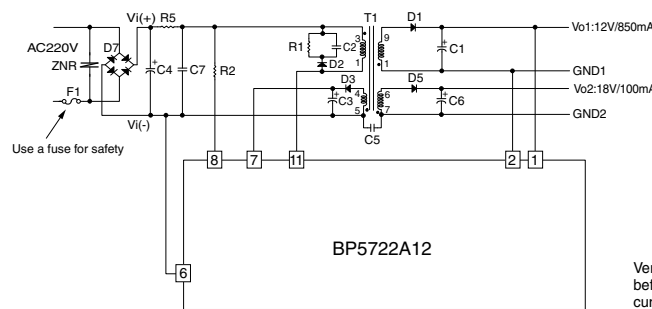 Vi(+) R5 T1 D1
Vo1:12V/850mA
AC220V D7 3 9
R1 C2 C1
ZNR C4 C7 R2 D2 1 1
GND1
F1 D3 D5
Vo2:18V/100mA
C3 4 6 C6
Vi(-) 5 7 GND2
C5
Use a fuse for safety
8 7 11 2 1
BP5722A12
6
Ver
bef
cur